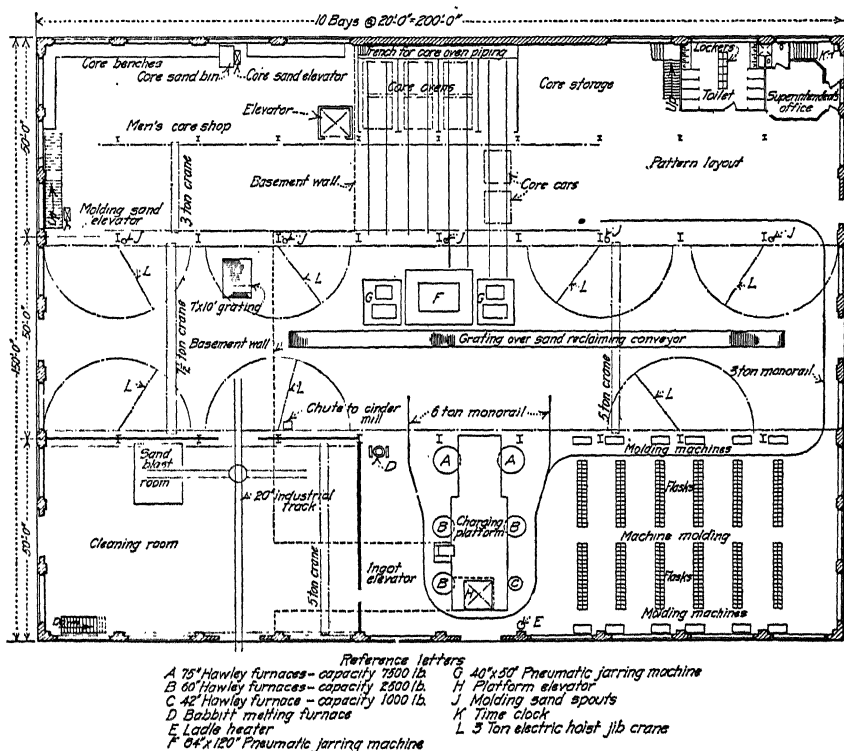 10 Bays @ 20'-0"=200'-0"
Core benches
Core sand bin
Core sand elevator
Trench for core oven piping
Core ovens
Core storage
Lockers
K
Up
Toilet
Superintendent's
office
Elevator
Men's core shop
50'-0"
3 ton crane
Basement wall
Core cars
Pattern layout
Up
Molding sand
elevator
J
J
J
J
J
L
L
L
L
G
F
G
7'x10' grating
50'-0"
150'-0"
Basement wall
Grating over sand reclaiming conveyor
5 ton crane
3 ton monorail
L
L
L
Chute to cinder
mill
6 ton monorail
Sand
blast
room
D
A
A
Molding machines
20" industrial
track
Flasks
Charging
platform
B
B
Cleaning room
Machine molding
50'-0"
5 ton crane
Ingot
elevator
B
H
C
Flasks
Molding machines
E
Reference letters
A 75" Hawley furnaces - capacity 7500 lb.
B 60" Hawley furnaces - capacity 2500 lb.
C 42" Hawley furnace - capacity 1000 lb.
D Babbitt melting furnace
E Ladle heater
F 84"x120" Pneumatic jarring machine
G 40"x50" Pneumatic jarring machine
H Platform elevator
J Molding sand spouts
K Time clock
L 3 Ton electric hoist jib crane